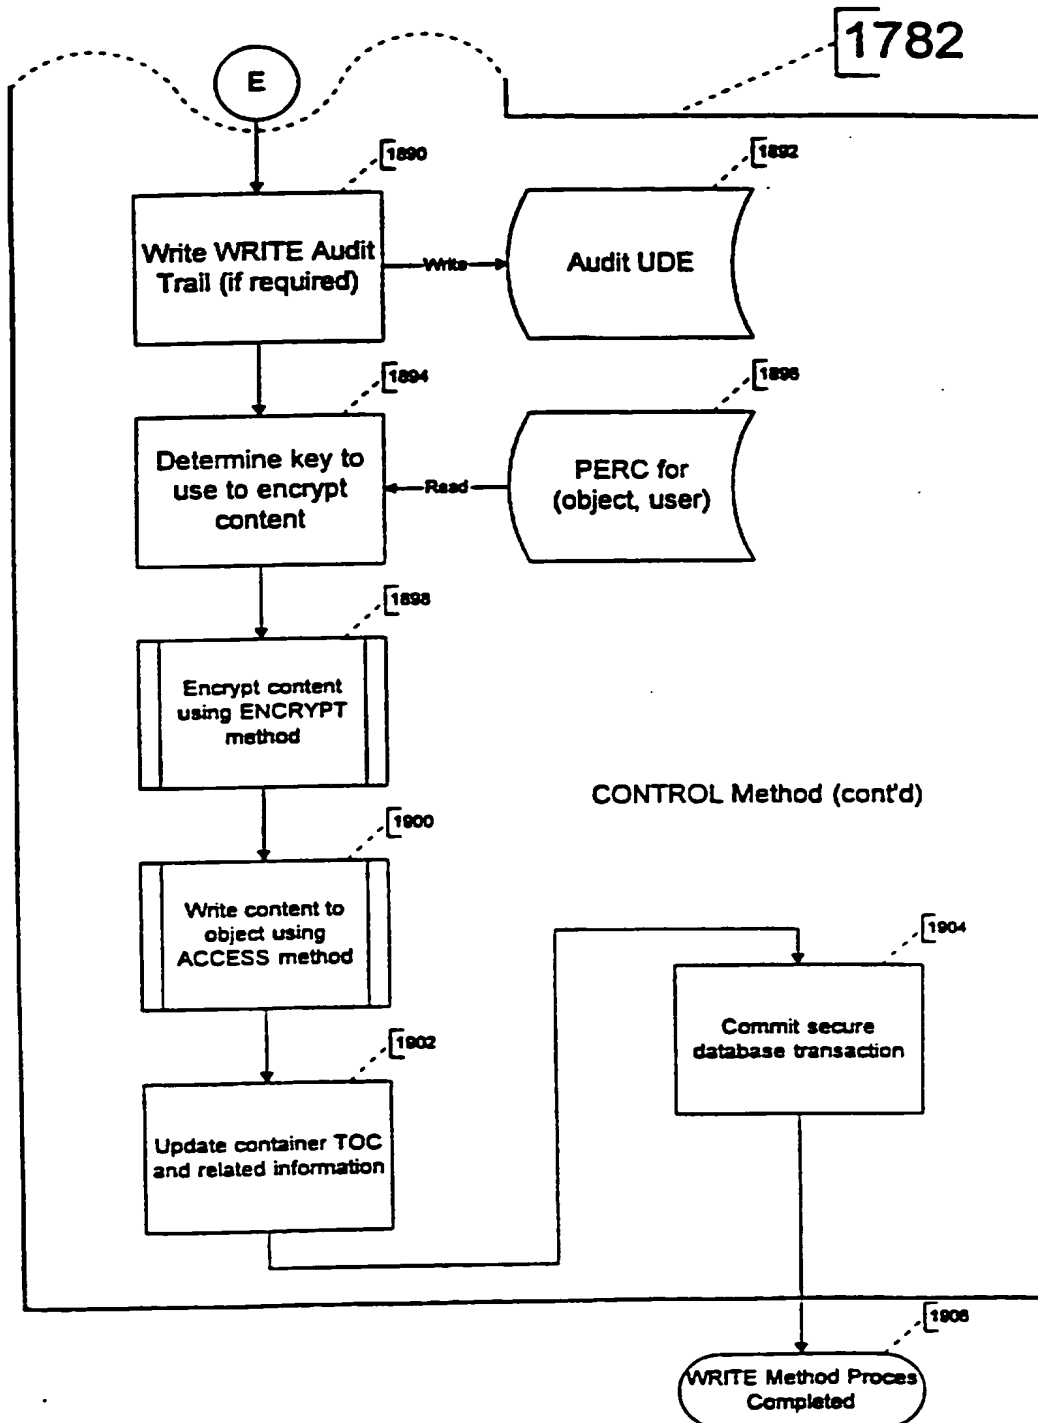 1782
E
1890
1892
Write WRITE Audit
Trail (if required)
Write
Audit UDE
1894
1896
Determine key to
use to encrypt
content
Read
PERC for
(object, user)
1898
Encrypt content
using ENCRYPT
method
CONTROL Method (cont'd)
1900
Write content to
object using
ACCESS method
1904
Commit secure
database transaction
1902
Update container TOC
and related information
1906
WRITE Method Proces
Completed